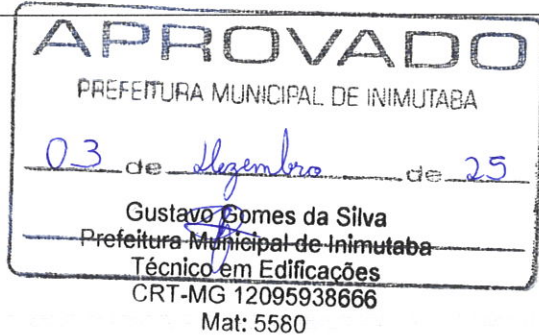 APROVADO
PREFEITURA MUNICIPAL DE INIMUTABA
03 de dezembro de 25
Gustavo Gomes da Silva
Prefeitura Municipal de Inimutaba
Técnico em Edificações
CRT-MG 12095938666
Mat: 5580